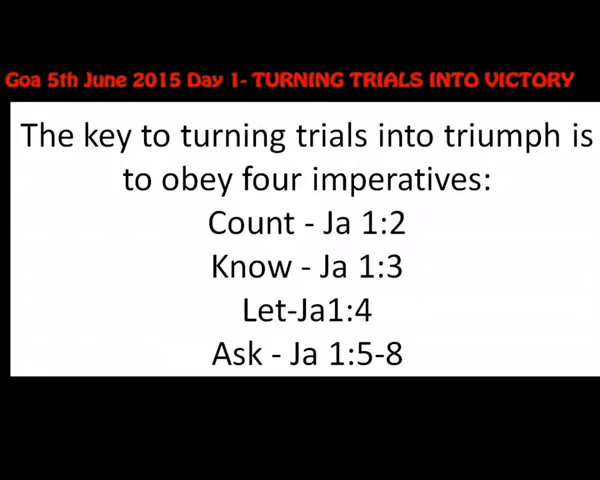 Goa 5th June 2015 Day 1- TURNING TRIALS INTO VICTORY
The key to turning trials into triumph is
to obey four imperatives:
Count - Ja 1:2
Know - Ja 1:3
Let-Ja1:4
Ask - Ja 1:5-8